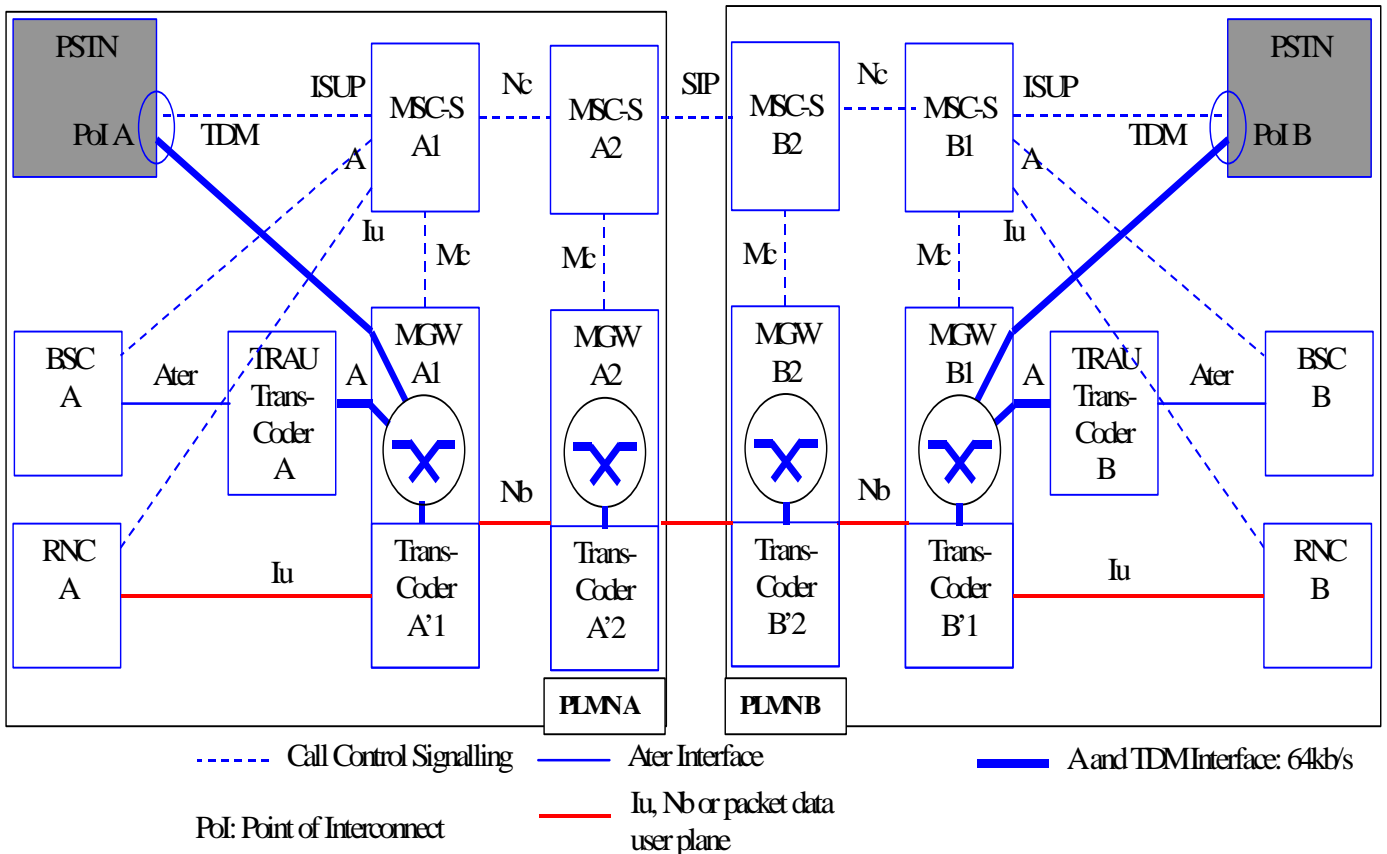 PSTN
PoI A
ISUP
TDM
MSC-S
A1
Nc
MSC-S
A2
SIP
MSC-S
B2
Nc
MSC-S
B1
ISUP
TDM
PSTN
PoI B
A
Iu
Mc
Mc
Mc
Mc
A
Iu
BSC
A
Ater
TRAU
Trans-
Coder
A
A
MGW
A1
MGW
A2
MGW
B2
MGW
B1
A
TRAU
Trans-
Coder
B
Ater
BSC
B
Nb
Nb
RNC
A
Iu
Trans-
Coder
A'1
Trans-
Coder
A'2
Trans-
Coder
B'2
Trans-
Coder
B'1
Iu
RNC
B
PLMN A
PLMN B
Call Control Signalling
Ater Interface
A and TDM Interface: 64kb/s
PoI: Point of Interconnect
Iu, Nb or packet data
user plane